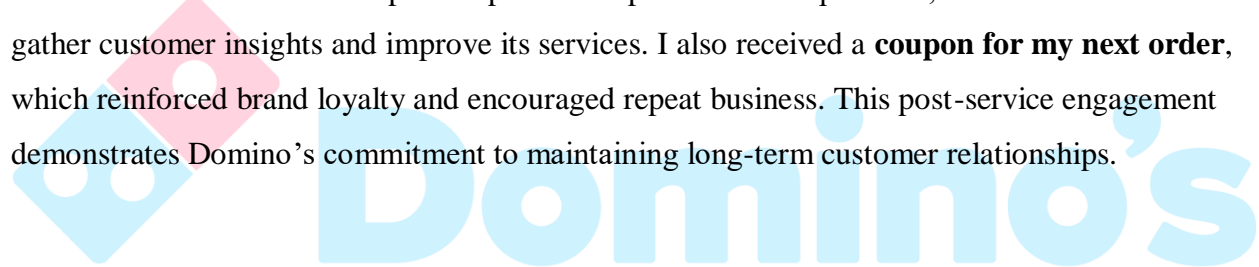 gather customer insights and improve its services. I also received a coupon for my next order,
which reinforced brand loyalty and encouraged repeat business. This post-service engagement
demonstrates Domino’s commitment to maintaining long-term customer relationships.
Domino’s